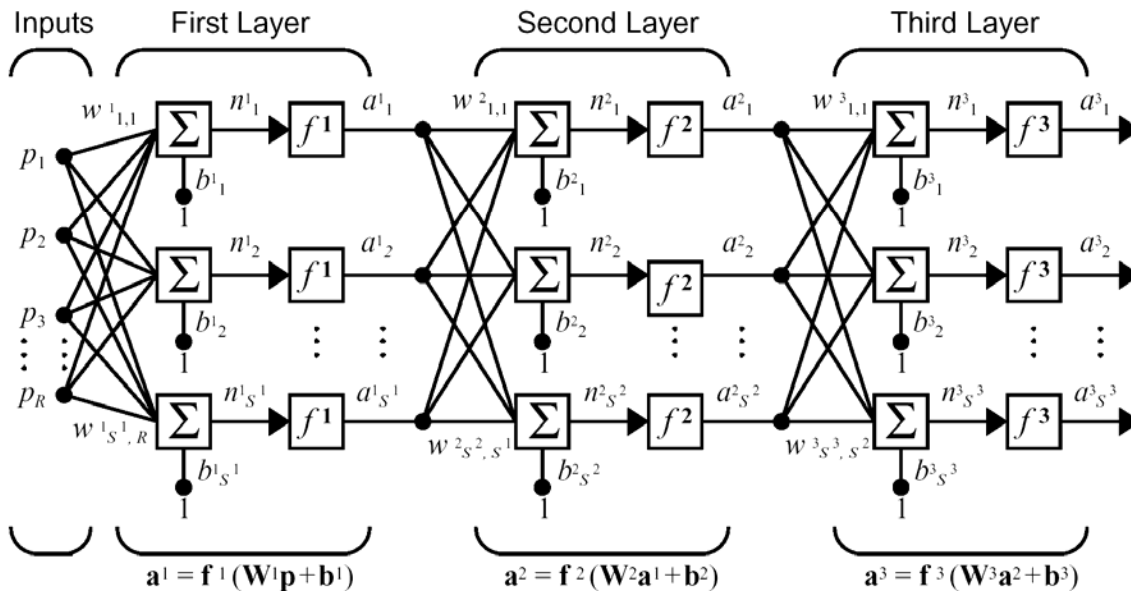 Inputs First Layer Second Layer Third Layer
w¹₁,₁ n¹₁ a¹₁ w²₁,₁ n²₁ a²₁ w³₁,₁ n³₁ a³₁
Σ f¹ Σ f² Σ f³
p₁
b¹₁ b²₁ b³₁
1 1 1
p₂
n¹₂ a¹₂ n²₂ a²₂ n³₂ a³₂
Σ f¹ Σ f² Σ f³
p₃
b¹₂ b²₂ b³₂
1 1 1
p_R
n¹_S¹ a¹_S¹ n²_S² a²_S² n³_S³ a³_S³
Σ f¹ Σ f² Σ f³
w¹_S¹,R w²_S²,S¹ w³_S³,S²
b¹_S¹ b²_S² b³_S³
1 1 1
a¹ = f¹(W¹p+b¹) a² = f²(W²a¹+b²) a³ = f³(W³a²+b³)